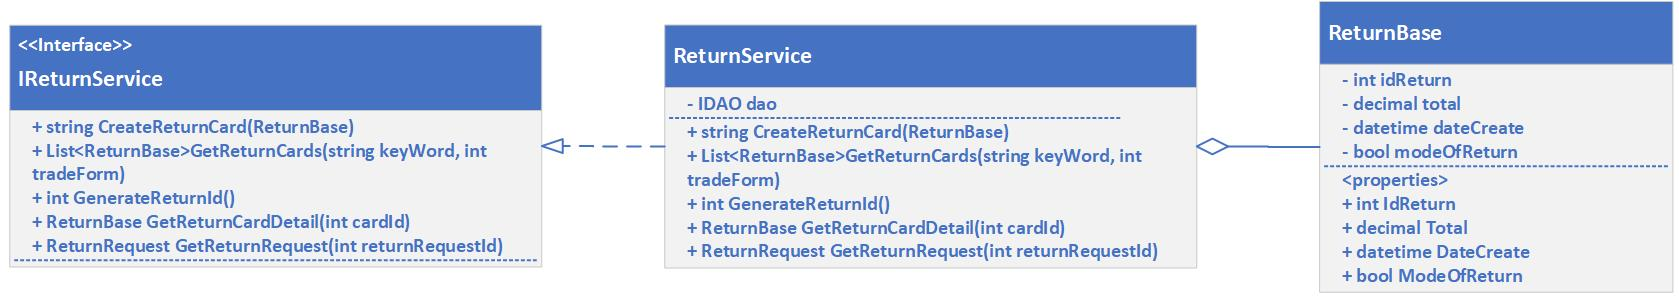 <<Interface>>
IReturnService
+ string CreateReturnCard(ReturnBase)
+ List<ReturnBase>GetReturnCards(string keyWord, int
tradeForm)
+ int GenerateReturnId()
+ ReturnBase GetReturnCardDetail(int cardId)
+ ReturnRequest GetReturnRequest(int returnRequestId)
ReturnService
- IDAO dao
+ string CreateReturnCard(ReturnBase)
+ List<ReturnBase>GetReturnCards(string keyWord, int
tradeForm)
+ int GenerateReturnId()
+ ReturnBase GetReturnCardDetail(int cardId)
+ ReturnRequest GetReturnRequest(int returnRequestId)
ReturnBase
- int idReturn
- decimal total
- datetime dateCreate
- bool modeOfReturn
<properties>
+ int IdReturn
+ decimal Total
+ datetime DateCreate
+ bool ModeOfReturn